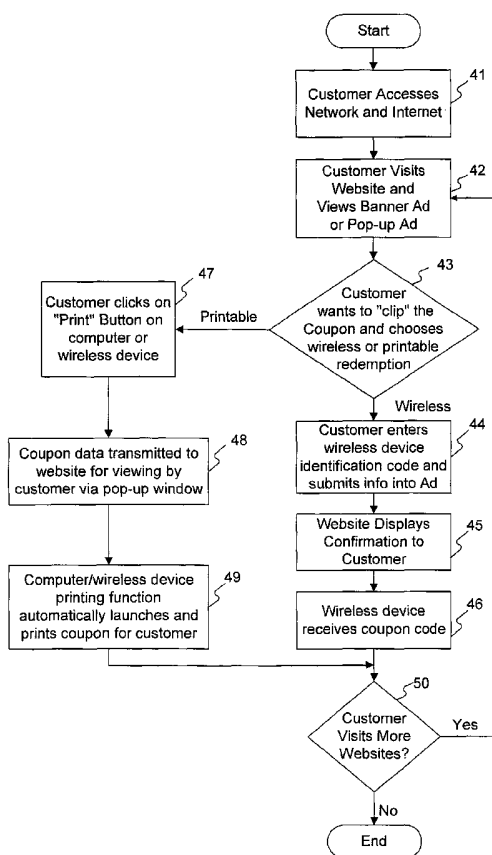 Start
41
Customer Accesses
Network and Internet
42
Customer Visits
Website and
Views Banner Ad
or Pop-up Ad
43
Customer
wants to "clip" the
Coupon and chooses
wireless or printable
redemption
Printable
47
Customer clicks on
"Print" Button on
computer or
wireless device
48
Coupon data transmitted to
website for viewing by
customer via pop-up window
49
Computer/wireless device
printing function
automatically launches and
prints coupon for customer
Wireless
44
Customer enters
wireless device
identification code and
submits info into Ad
45
Website Displays
Confirmation to
Customer
46
Wireless device
receives coupon code
50
Customer
Visits More
Websites?
Yes
No
End